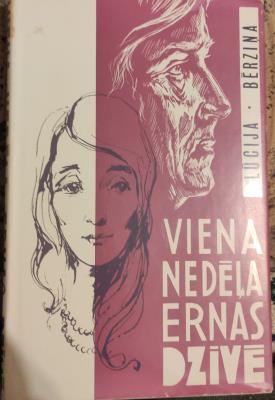 LUCIJA · BĒRZIŅA
VIENA
NEDĒĻA
ERNAS
DZĪVĒ